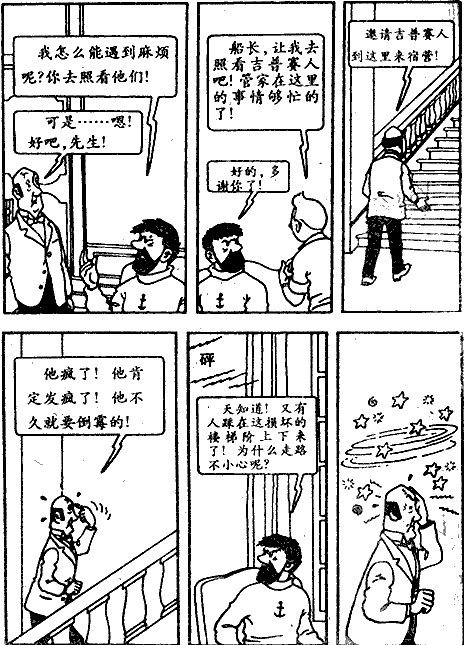 我怎么能遇到麻烦
呢?你去照看他们!
可是……嗯!
好吧,先生!
船长,让我去
照看吉普赛人
吧!管家在这里
的事情够忙的
了!
好的,多
谢你了!
邀请吉普赛人
到这里来宿营!
他疯了!他肯
定发疯了!他不
久就要倒霉的!
砰
天知道!又有
人踩在这损坏的
楼梯阶上下来
了!为什么走路
不小心呢?